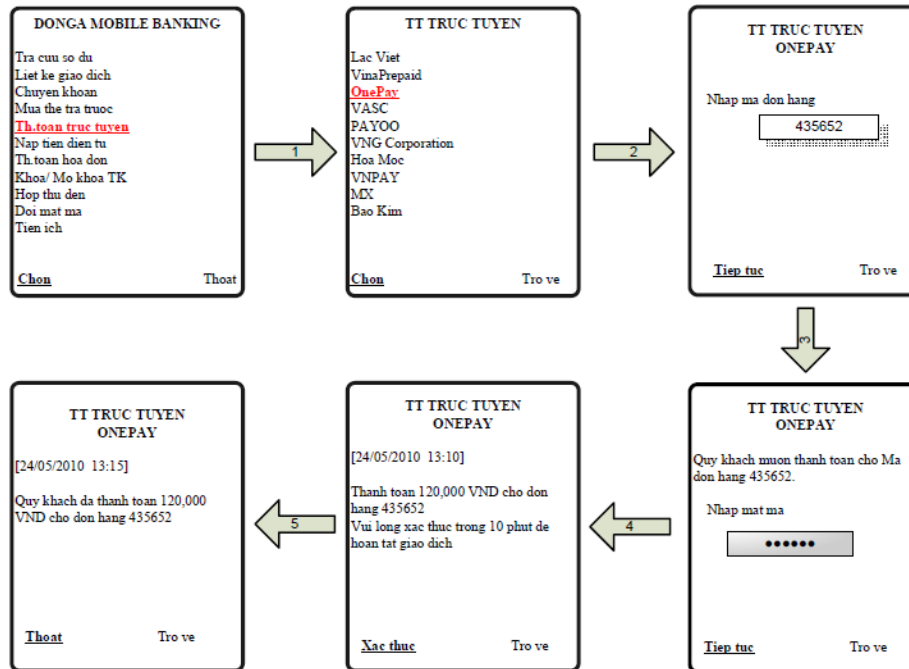 DONGA MOBILE BANKING
Tra cuu so du
Liet ke giao dich
Chuyen khoan
Mua the tra truoc
Th.toan truc tuyen
Nap tien dien tu
Th.toan hoa don
Khoa/ Mo khoa TK
Hop thu den
Doi mat ma
Tien ich
Chon
Thoat
1
TT TRUC TUYEN
Lac Viet
VinaPrepaid
OnePay
VASC
PAYOO
VNG Corporation
Hoa Moc
VNPAY
MX
Bao Kim
Chon
Tro ve
2
TT TRUC TUYEN
ONEPAY
Nhap ma don hang
435652
Tiep tuc
Tro ve
3
TT TRUC TUYEN
ONEPAY
Quy khach muon thanh toan cho Ma
don hang 435652.
Nhap mat ma
••••••
Tiep tuc
Tro ve
4
TT TRUC TUYEN
ONEPAY
[24/05/2010 13:10]
Thanh toan 120,000 VND cho don
hang 435652
Vui long xac thuc trong 10 phut de
hoan tat giao dich
Xac thuc
Tro ve
5
TT TRUC TUYEN
ONEPAY
[24/05/2010 13:15]
Quy khach da thanh toan 120,000
VND cho don hang 435652
Thoat
Tro ve